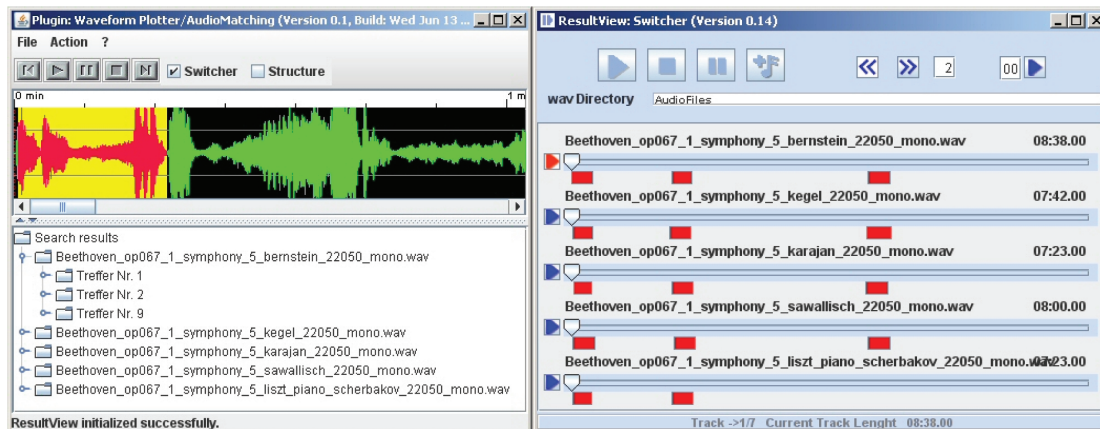 Plugin: Waveform Plotter/AudioMatching (Version 0.1, Build: Wed Jun 13 ...
File Action ?
Switcher Structure
0 min 1 m
Search results
Beethoven_op067_1_symphony_5_bernstein_22050_mono.wav
Treffer Nr. 1
Treffer Nr. 2
Treffer Nr. 9
Beethoven_op067_1_symphony_5_kegel_22050_mono.wav
Beethoven_op067_1_symphony_5_karajan_22050_mono.wav
Beethoven_op067_1_symphony_5_sawallisch_22050_mono.wav
Beethoven_op067_1_symphony_5_liszt_piano_scherbakov_22050_mono.wav
ResultView initialized successfully.
ResultView: Switcher (Version 0.14)
2 00
wav Directory AudioFiles
Beethoven_op067_1_symphony_5_bernstein_22050_mono.wav 08:38.00
Beethoven_op067_1_symphony_5_kegel_22050_mono.wav 07:42.00
Beethoven_op067_1_symphony_5_karajan_22050_mono.wav 07:23.00
Beethoven_op067_1_symphony_5_sawallisch_22050_mono.wav 08:00.00
Beethoven_op067_1_symphony_5_liszt_piano_scherbakov_22050_mono.wav 07:23.00
Track ->1/7 Current Track Lenght 08:38.00